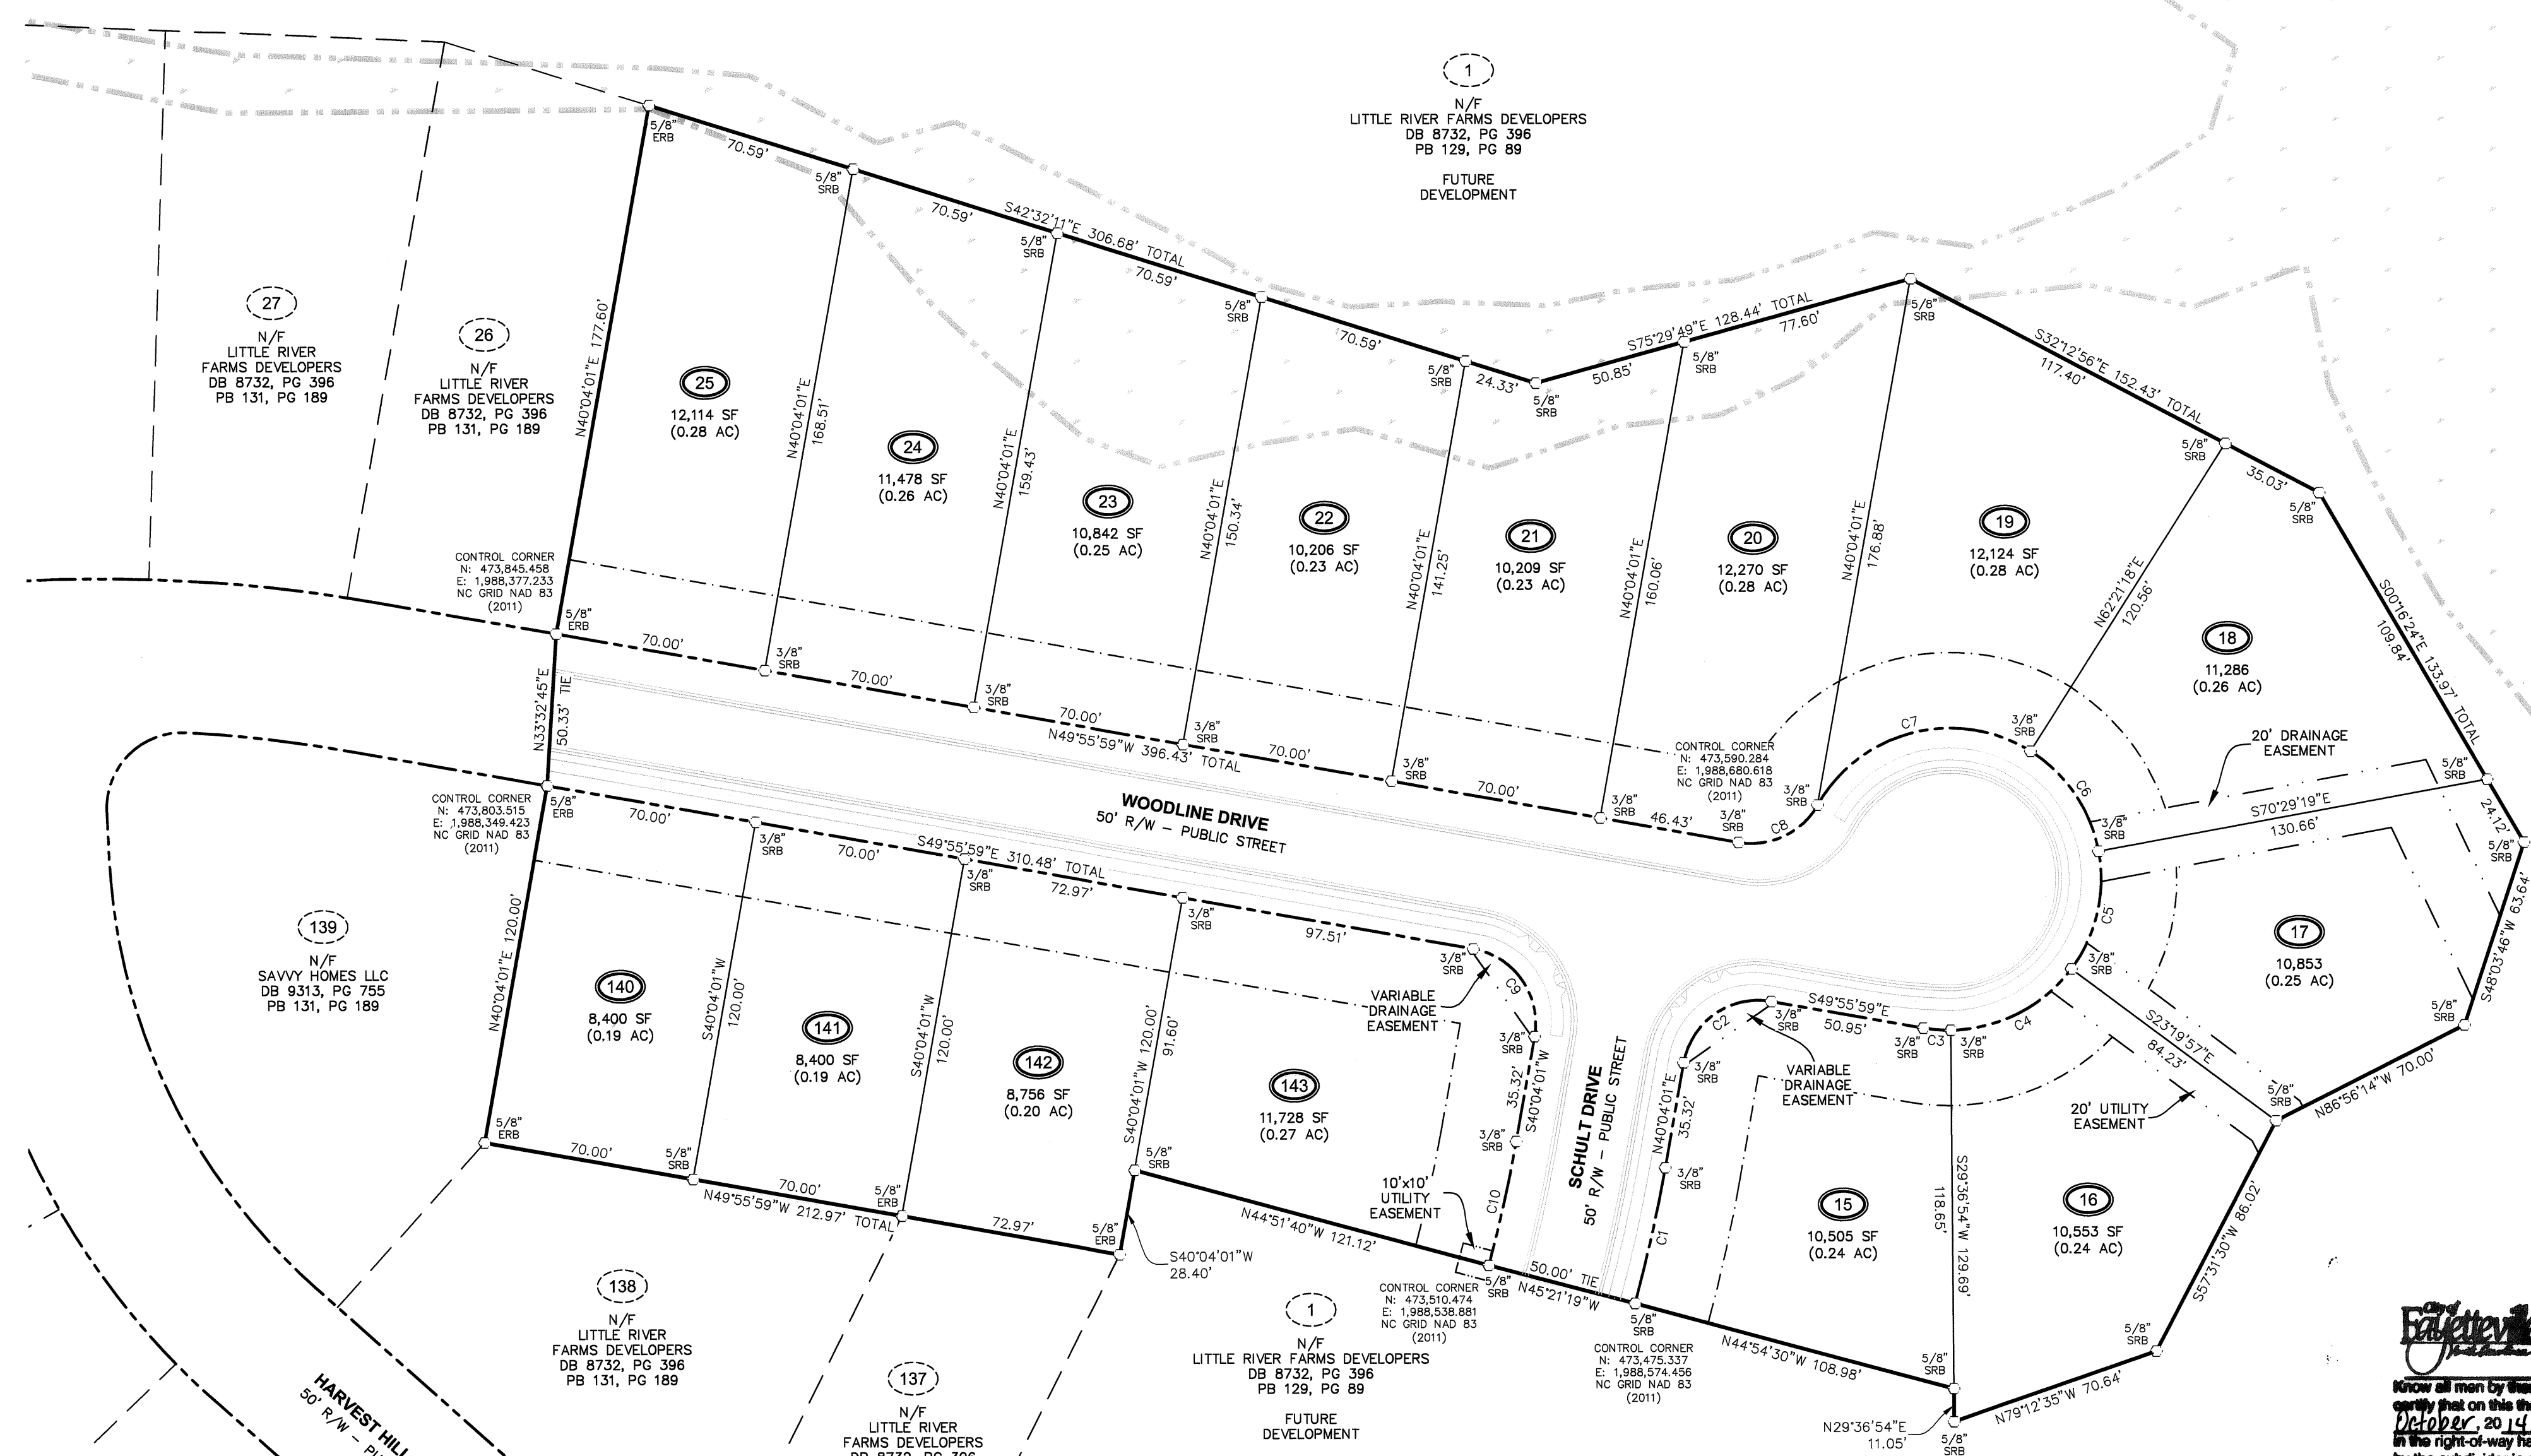 1
N/F
LITTLE RIVER FARMS DEVELOPERS
DB 8732, PG 396
PB 129, PG 89
FUTURE
DEVELOPMENT
27
N/F
LITTLE RIVER
FARMS DEVELOPERS
DB 8732, PG 396
PB 131, PG 189
26
N/F
LITTLE RIVER
FARMS DEVELOPERS
DB 8732, PG 396
PB 131, PG 189
5/8"
ERB
70.59'
5/8"
SRB
70.59'
S42°32'11"E 306.68' TOTAL
5/8"
SRB
70.59'
5/8"
SRB
70.59'
5/8"
SRB
24.33'
5/8"
SRB
50.85'
S75°29'49"E 128.44' TOTAL
77.60'
5/8"
SRB
5/8"
SRB
S32°12'56"E 152.43' TOTAL
117.40'
5/8"
SRB
35.03'
5/8"
SRB
N40°04'01"E 177.60'
25
12,114 SF
(0.28 AC)
N40°04'01"E
168.51'
24
11,478 SF
(0.26 AC)
N40°04'01"E
159.43'
23
10,842 SF
(0.25 AC)
N40°04'01"E
150.34'
22
10,206 SF
(0.23 AC)
N40°04'01"E
141.25'
21
10,209 SF
(0.23 AC)
N40°04'01"E
160.06'
20
12,270 SF
(0.28 AC)
N40°04'01"E
176.88'
19
12,124 SF
(0.28 AC)
N62°21'18"E
120.56'
18
11,286
(0.26 AC)
S00°16'24"E 133.97' TOTAL
109.84'
CONTROL CORNER
N: 473,845.458
E: 1,988,377.233
NC GRID NAD 83
(2011)
5/8"
ERB
70.00'
3/8"
SRB
70.00'
3/8"
SRB
70.00'
3/8"
SRB
N49°55'59"W 396.43' TOTAL
70.00'
3/8"
SRB
70.00'
3/8"
SRB
46.43'
CONTROL CORNER
N: 473,590.284
E: 1,988,680.618
NC GRID NAD 83
(2011)
C8
3/8"
SRB
C7
3/8"
SRB
C6
3/8"
SRB
20' DRAINAGE
EASEMENT
5/8"
SRB
S70°29'19"E
130.66'
24.12'
5/8"
SRB
N33°32'45"E
50.33' TIE
WOODLINE DRIVE
50' R/W - PUBLIC STREET
CONTROL CORNER
N: 473,803.515
E: 1,988,349.423
NC GRID NAD 83
(2011)
5/8"
ERB
70.00'
3/8"
SRB
70.00'
S49°55'59"E 310.48' TOTAL
3/8"
SRB
72.97'
3/8"
SRB
97.51'
3/8"
SRB
C9
VARIABLE
DRAINAGE
EASEMENT
3/8"
SRB
139
N/F
SAVVY HOMES LLC
DB 9313, PG 755
PB 131, PG 189
N40°04'01"E 120.00'
140
8,400 SF
(0.19 AC)
S40°04'01"W
120.00'
141
8,400 SF
(0.19 AC)
S40°04'01"W
120.00'
142
8,756 SF
(0.20 AC)
S40°04'01"W 120.00'
91.60'
143
11,728 SF
(0.27 AC)
35.32'
S40°04'01"W
3/8"
SRB
C10
SCHULT DRIVE
50' R/W - PUBLIC STREET
C2
3/8"
SRB
S49°55'59"E
50.95'
3/8"
SRB
C3
3/8"
SRB
C4
3/8"
SRB
C5
17
10,853
(0.25 AC)
S48°03'46"W 63.64'
5/8"
SRB
S23°19'57"E
84.23'
20' UTILITY
EASEMENT
5/8"
SRB
N86°56'14"W 70.00'
3/8"
SRB
N40°04'01"E
35.32'
3/8"
SRB
C1
VARIABLE
DRAINAGE
EASEMENT
15
10,505 SF
(0.24 AC)
S29°36'54"W 129.69'
118.65'
16
10,553 SF
(0.24 AC)
S57°31'30"W 86.02'
5/8"
SRB
5/8"
ERB
70.00'
5/8"
SRB
N49°55'59"W 212.97' TOTAL
70.00'
5/8"
ERB
72.97'
5/8"
ERB
5/8"
SRB
S40°04'01"W
28.40'
N44°51'40"W 121.12'
10'x10'
UTILITY
EASEMENT
CONTROL CORNER
N: 473,510.474
E: 1,988,538.881
NC GRID NAD 83
(2011)
5/8"
SRB
50.00' TIE
N45°21'19"W
5/8"
SRB
CONTROL CORNER
N: 473,475.337
E: 1,988,574.456
NC GRID NAD 83
(2011)
N44°54'30"W 108.98'
5/8"
SRB
N29°36'54"E
11.05'
5/8"
SRB
N79°12'35"W 70.64'
138
N/F
LITTLE RIVER
FARMS DEVELOPERS
DB 8732, PG 396
PB 131, PG 189
137
N/F
LITTLE RIVER
FARMS DEVELOPERS
DB 8732, PG 396
1
N/F
LITTLE RIVER FARMS DEVELOPERS
DB 8732, PG 396
PB 129, PG 89
FUTURE
DEVELOPMENT
HARVEST HILL
50' R/W -
City of
Fayetteville
Know all men by
certify that on this
October, 2014
in the right-of-way